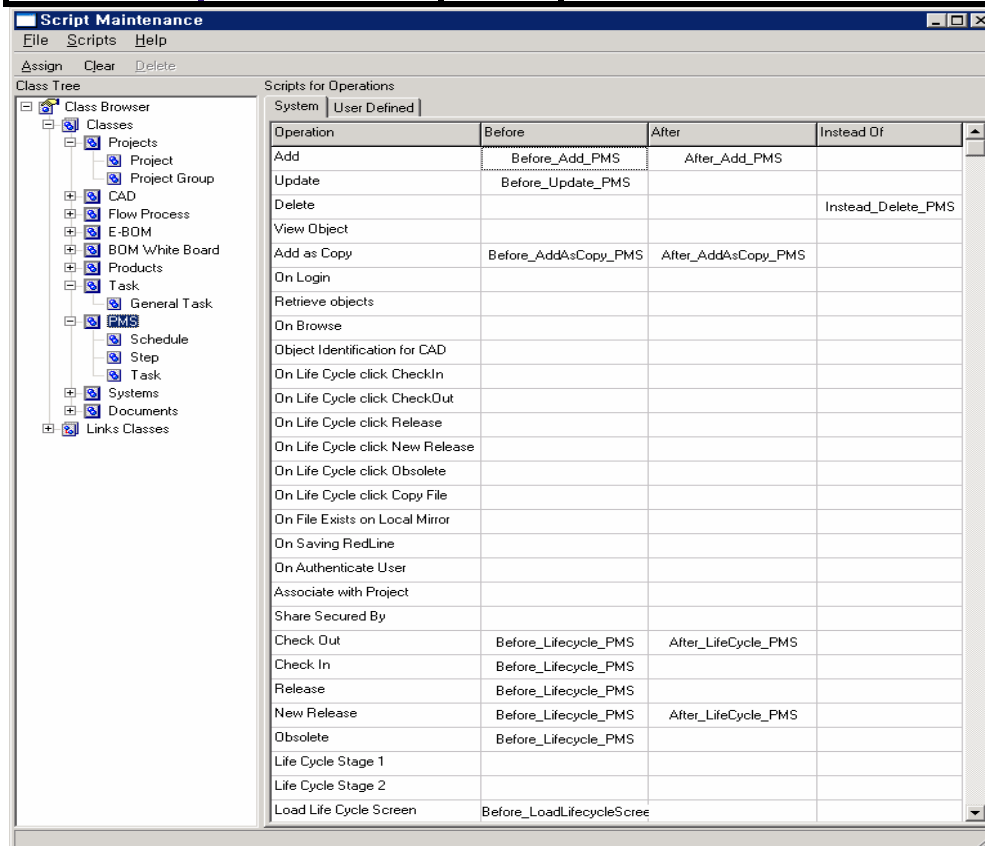 Script Maintenance
File Scripts Help
Assign Clear Delete
Class Tree
Class Browser
Classes
Projects
Project
Project Group
CAD
Flow Process
E-BOM
BOM White Board
Products
Task
General Task
PMS
Schedule
Step
Task
Systems
Documents
Links Classes
Scripts for Operations
System User Defined
Operation Before After Instead Of
Add Before_Add_PMS After_Add_PMS
Update Before_Update_PMS
Delete Instead_Delete_PMS
View Object
Add as Copy Before_AddAsCopy_PMS After_AddAsCopy_PMS
On Login
Retrieve objects
On Browse
Object Identification for CAD
On Life Cycle click CheckIn
On Life Cycle click CheckOut
On Life Cycle click Release
On Life Cycle click New Release
On Life Cycle click Obsolete
On Life Cycle click Copy File
On File Exists on Local Mirror
On Saving RedLine
On Authenticate User
Associate with Project
Share Secured By
Check Out Before_Lifecycle_PMS After_LifeCycle_PMS
Check In Before_Lifecycle_PMS
Release Before_Lifecycle_PMS
New Release Before_Lifecycle_PMS After_LifeCycle_PMS
Obsolete Before_Lifecycle_PMS
Life Cycle Stage 1
Life Cycle Stage 2
Load Life Cycle Screen Before_LoadLifecycleScree